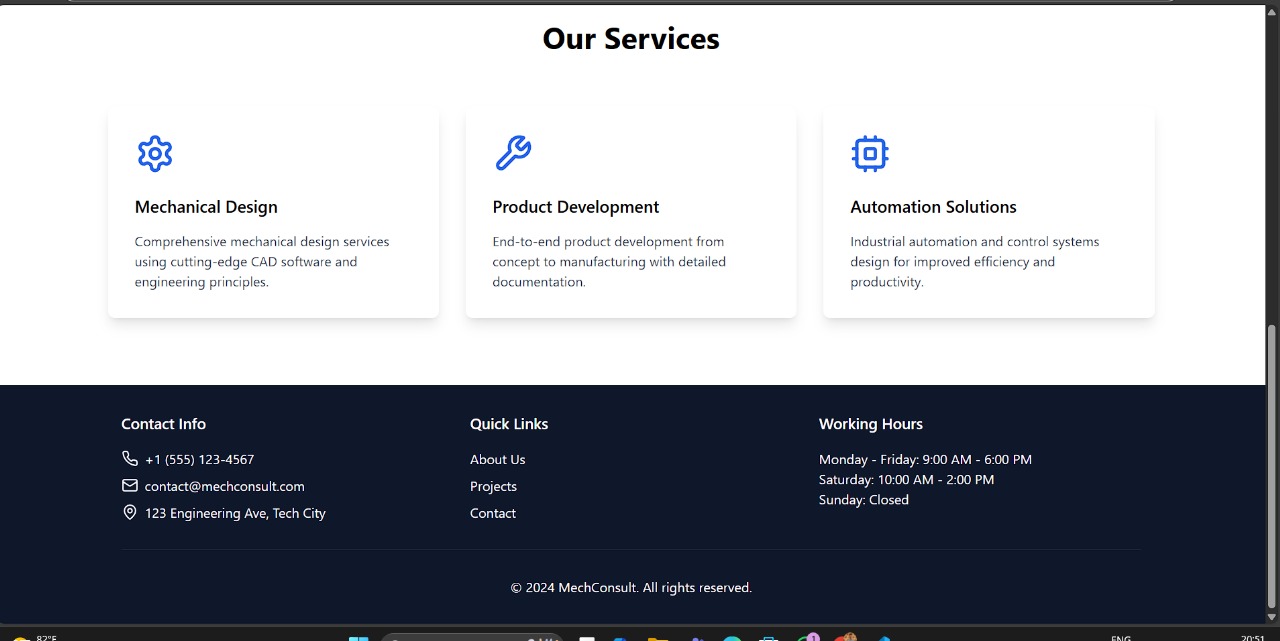 Our Services
Mechanical Design
Comprehensive mechanical design services
using cutting-edge CAD software and
engineering principles.
Product Development
End-to-end product development from
concept to manufacturing with detailed
documentation.
Automation Solutions
Industrial automation and control systems
design for improved efficiency and
productivity.
Contact Info
+1 (555) 123-4567
contact@mechconsult.com
123 Engineering Ave, Tech City
Quick Links
About Us
Projects
Contact
Working Hours
Monday - Friday: 9:00 AM - 6:00 PM
Saturday: 10:00 AM - 2:00 PM
Sunday: Closed
© 2024 MechConsult. All rights reserved.
82°F
1
ENG
20:51